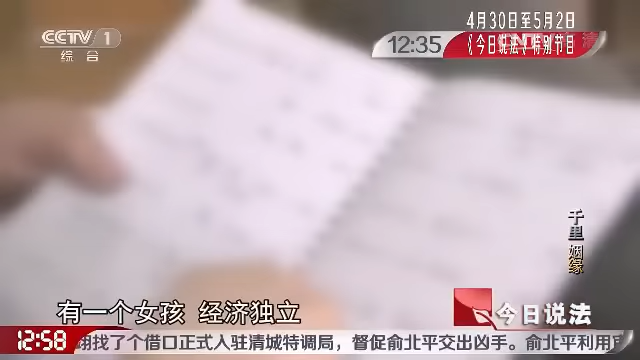 CCTV 1
综合
4月30日至5月2日
12:35
《今日说法》特别节目
千里姻缘
有一个女孩 经济独立
今日说法
12:58
翊找了个借口正式入驻清城特调局，督促俞北平交出凶手。俞北平利用